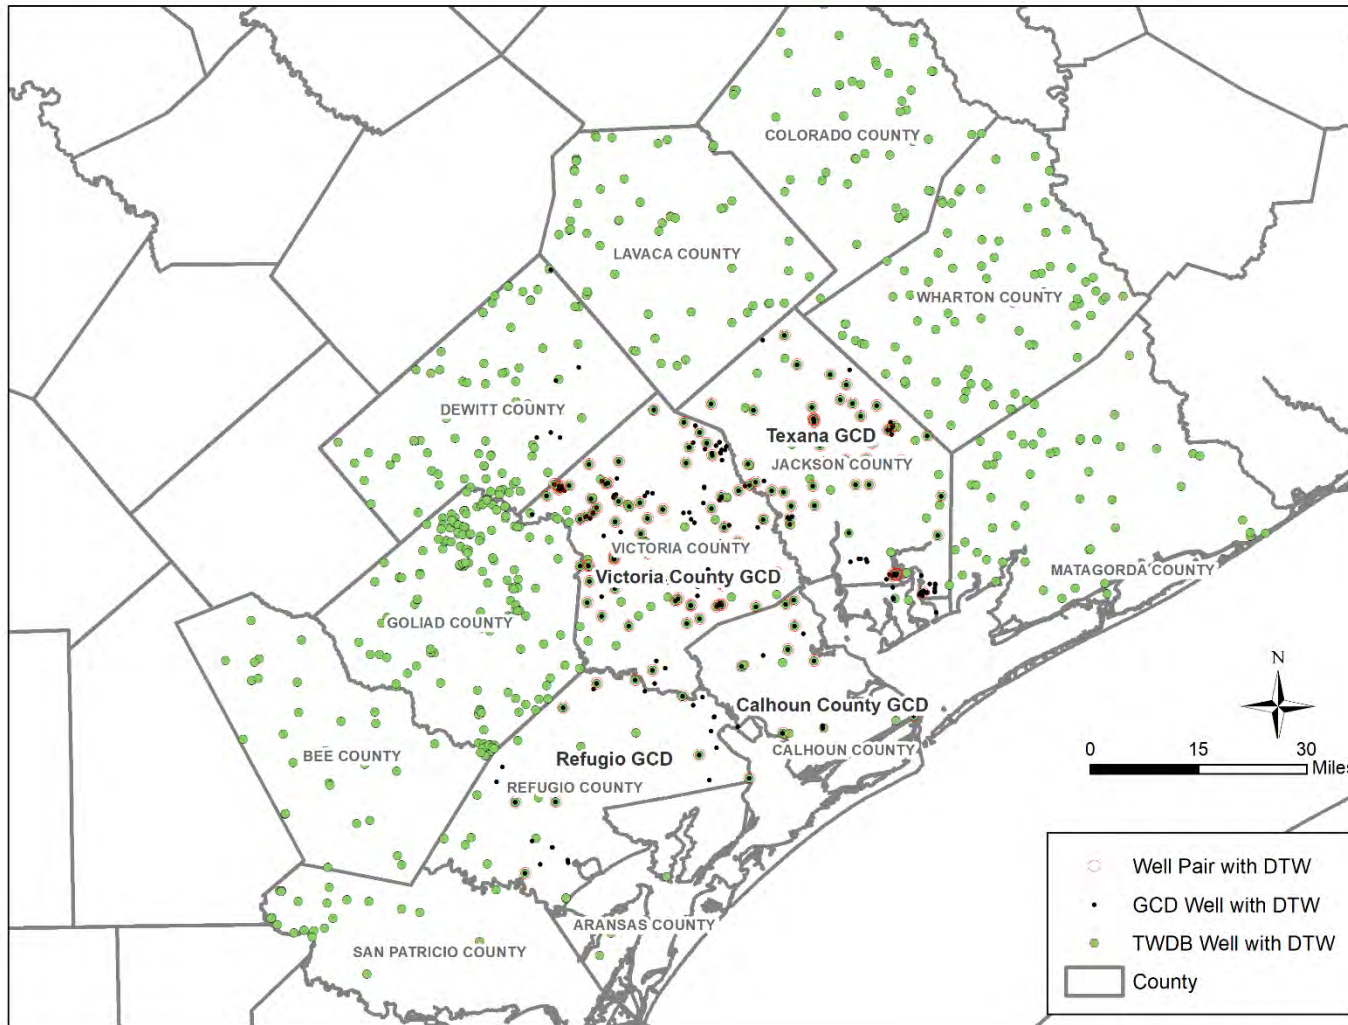 COLORADO COUNTY
LAVACA COUNTY
WHARTON COUNTY
DEWITT COUNTY
Texana GCD
JACKSON COUNTY
VICTORIA COUNTY
Victoria County GCD
MATAGORDA COUNTY
GOLIAD COUNTY
N
Calhoun County GCD
CALHOUN COUNTY
BEE COUNTY
Refugio GCD
REFUGIO COUNTY
0 15 30
Miles
ARANSAS COUNTY
SAN PATRICIO COUNTY
Well Pair with DTW
GCD Well with DTW
TWDB Well with DTW
County